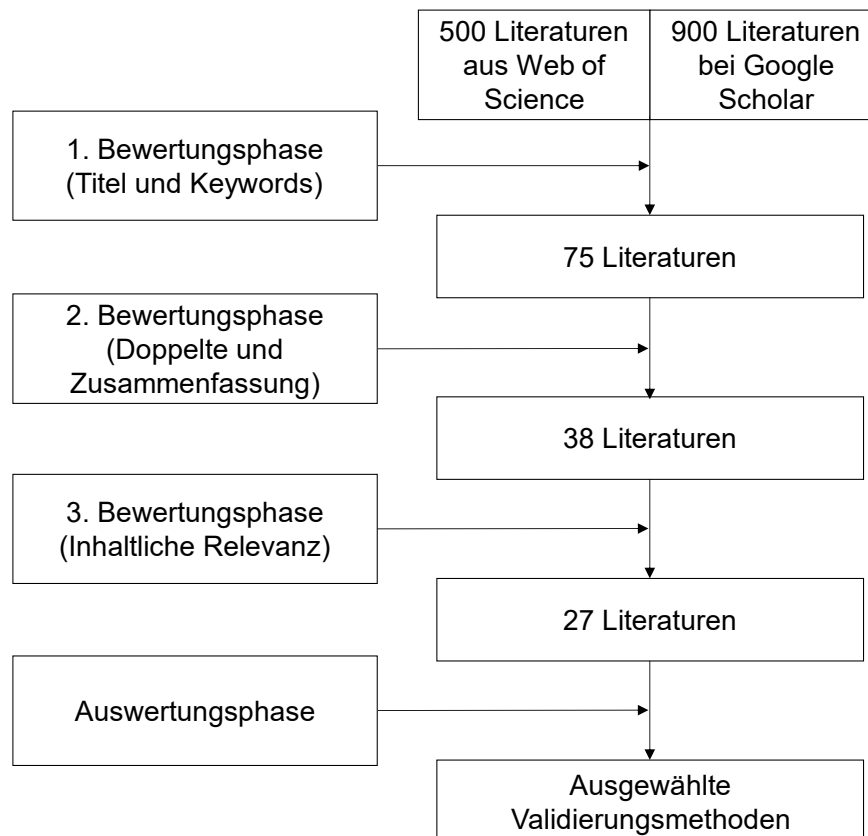 500 Literaturen
aus Web of
Science
900 Literaturen
bei Google
Scholar
1. Bewertungsphase
(Titel und Keywords)
75 Literaturen
2. Bewertungsphase
(Doppelte und
Zusammenfassung)
38 Literaturen
3. Bewertungsphase
(Inhaltliche Relevanz)
27 Literaturen
Auswertungsphase
Ausgewählte
Validierungsmethoden